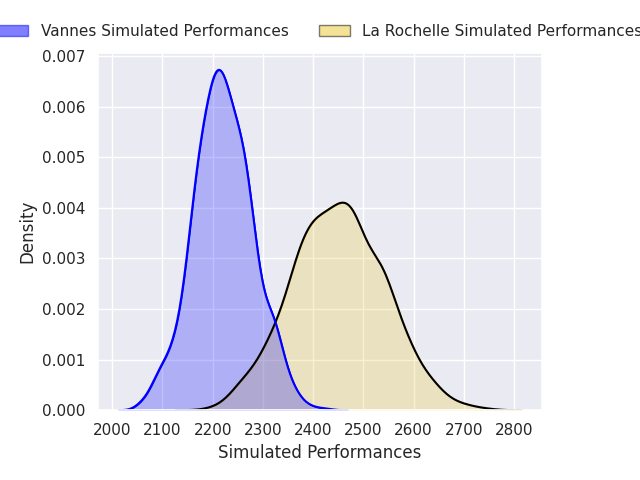 Vannes Simulated Performances
La Rochelle Simulated Performances
0.007
0.006
0.005
0.004
0.003
0.002
0.001
0.000
Density
2000 2100 2200 2300 2400 2500 2600 2700 2800
Simulated Performances